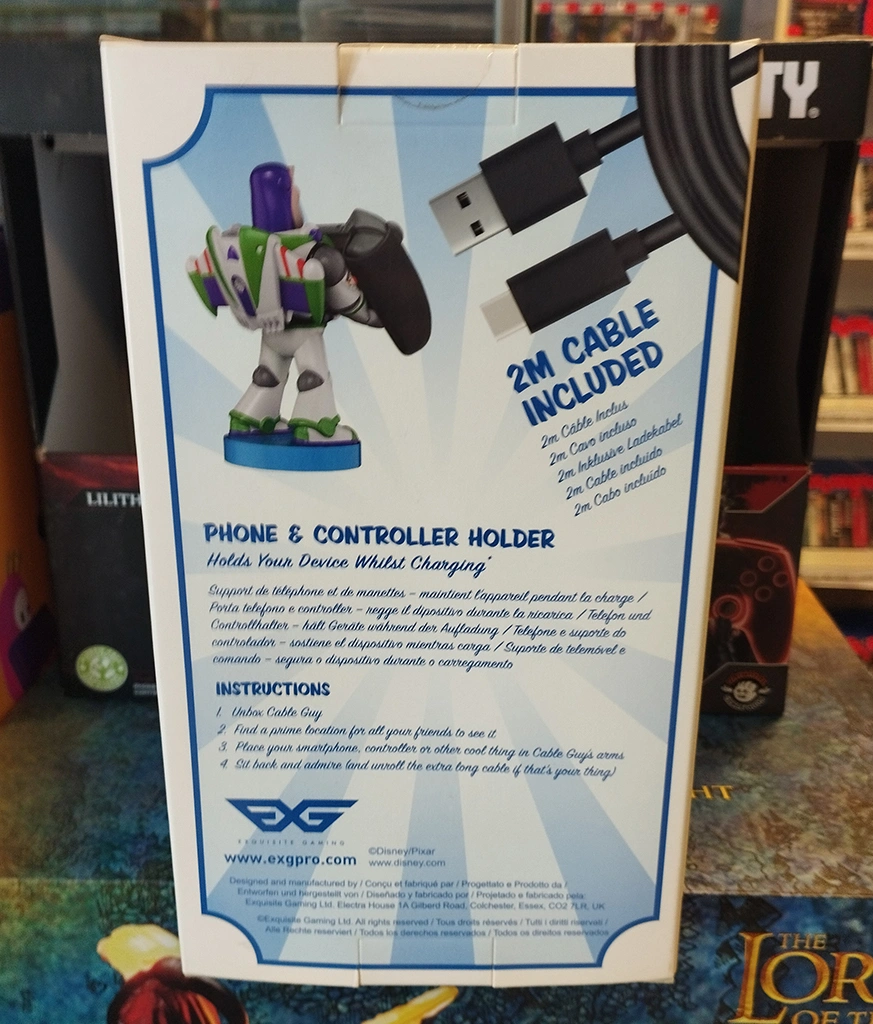 TY®
LILITH
2M CABLE
INCLUDED
2m Câble Inclus
2m Cavo incluso
2m Inklusive Ladekabel
2m Cable incluido
2m Cabo incluído
PHONE & CONTROLLER HOLDER
Holds Your Device Whilst Charging*
Support de téléphone et de manettes – maintient l'appareil pendant la charge /
Porta telefono e controller – regge il dipositivo durante la ricarica / Telefon und
Controllhalter – hält Geräte während der Aufladung / Telefone e suporte do
controlador – sostiene el dispositivo mientras carga / Suporte de telemóvel e
comando – segura o dispositivo durante o carregamento
INSTRUCTIONS
1. Unbox Cable Guy
2. Find a prime location for all your friends to see it
3. Place your smartphone, controller or other cool thing in Cable Guy's arms
4. Sit back and admire (and unroll the extra long cable if that's your thing)
EXG
EXQUISITE GAMING
www.exgpro.com
©Disney/Pixar
www.disney.com
Designed and manufactured by / Conçu et fabriqué par / Progettato e Prodotto da /
Entworfen und hergestellt von / Diseñado y fabricado por / Projetado e fabricado pela:
Exquisite Gaming Ltd. Electra House 1A Gilberd Road, Colchester, Essex, CO2 7LR, UK
©Exquisite Gaming Ltd. All rights reserved / Tous droits réservés / Tutti i diritti riservati /
Alle Rechte reserviert / Todos los derechos reservados / Todos os direitos reservados
HT
THE
LOR
OF T